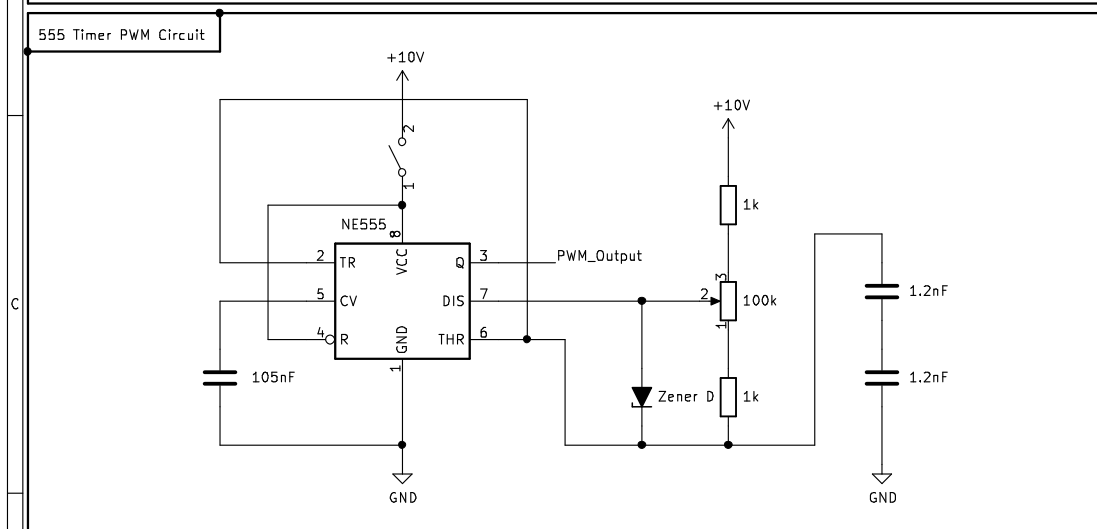 555 Timer PWM Circuit
+10V
+10V
2
1
1k
NE555
8
VCC
2 TR
Q 3
PWM_Output
3
5 CV
DIS 7
2
100k
1.2nF
C
4 R
GND
THR 6
1
1
105nF
Zener D
1k
1.2nF
GND
GND